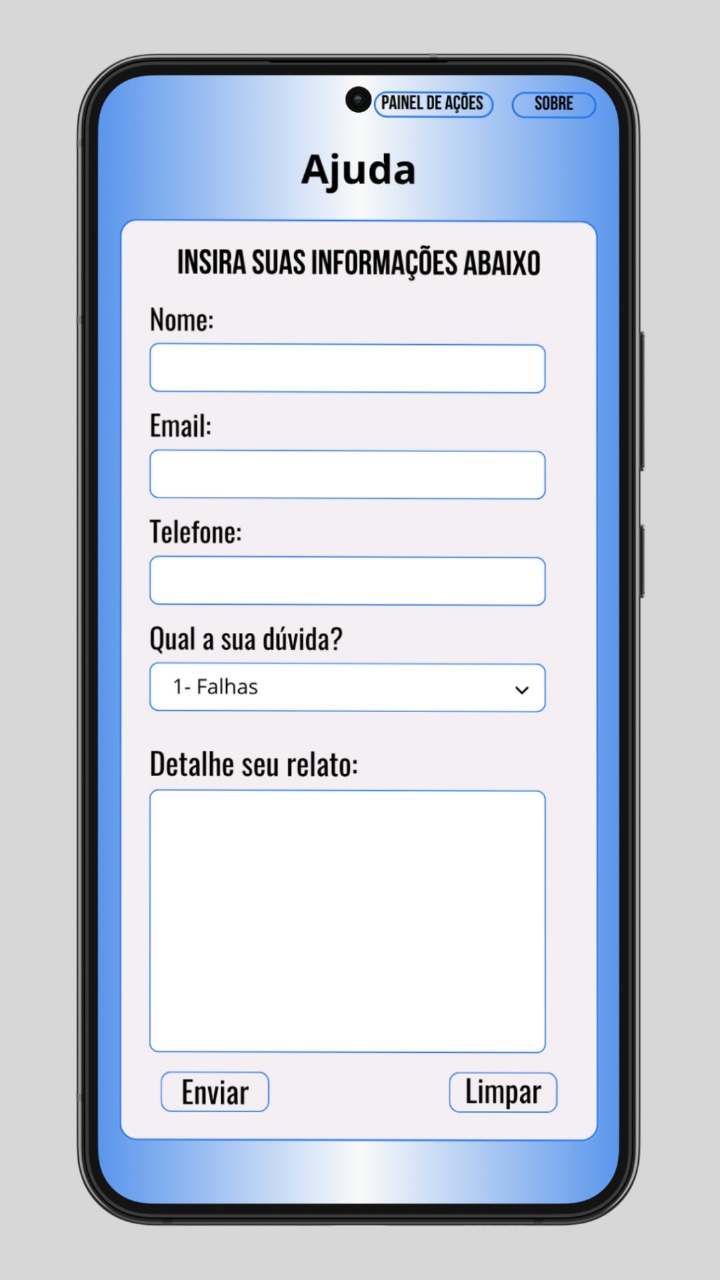 PAINEL DE AÇÕES
SOBRE
Ajuda
INSIRA SUAS INFORMAÇÕES ABAIXO
Nome:
Email:
Telefone:
Qual a sua dúvida?
1- Falhas
Detalhe seu relato:
Enviar
Limpar